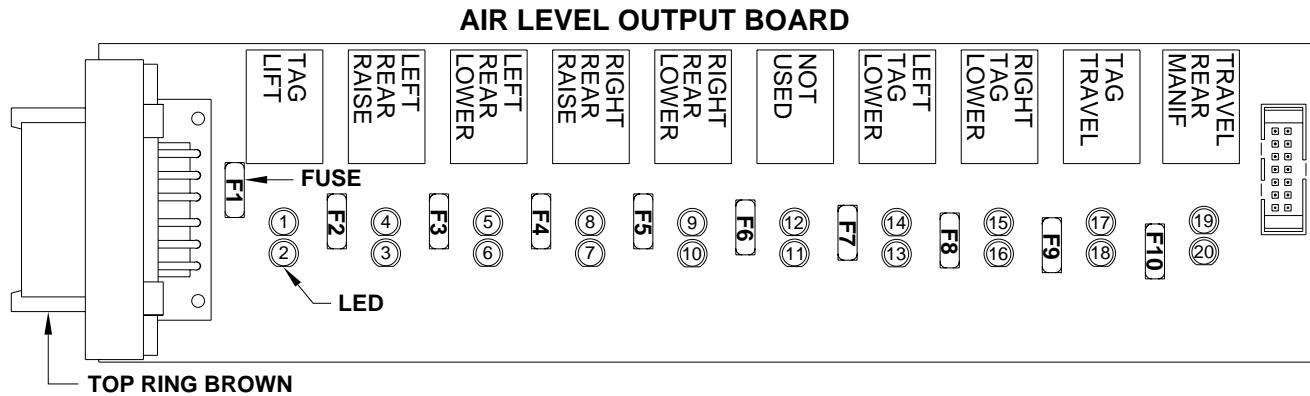 AIR LEVEL OUTPUT BOARD
TAG
LIFT
LEFT
REAR
RAISE
LEFT
REAR
LOWER
RIGHT
REAR
RAISE
RIGHT
REAR
LOWER
NOT
USED
LEFT
TAG
LOWER
RIGHT
TAG
LOWER
TAG
TRAVEL
TRAVEL
REAR
MANIF
FUSE
F1
F2
F3
F4
F5
F6
F7
F8
F9
F10
1
2
4
3
5
6
8
7
9
10
12
11
14
13
15
16
17
18
19
20
LED
TOP RING BROWN